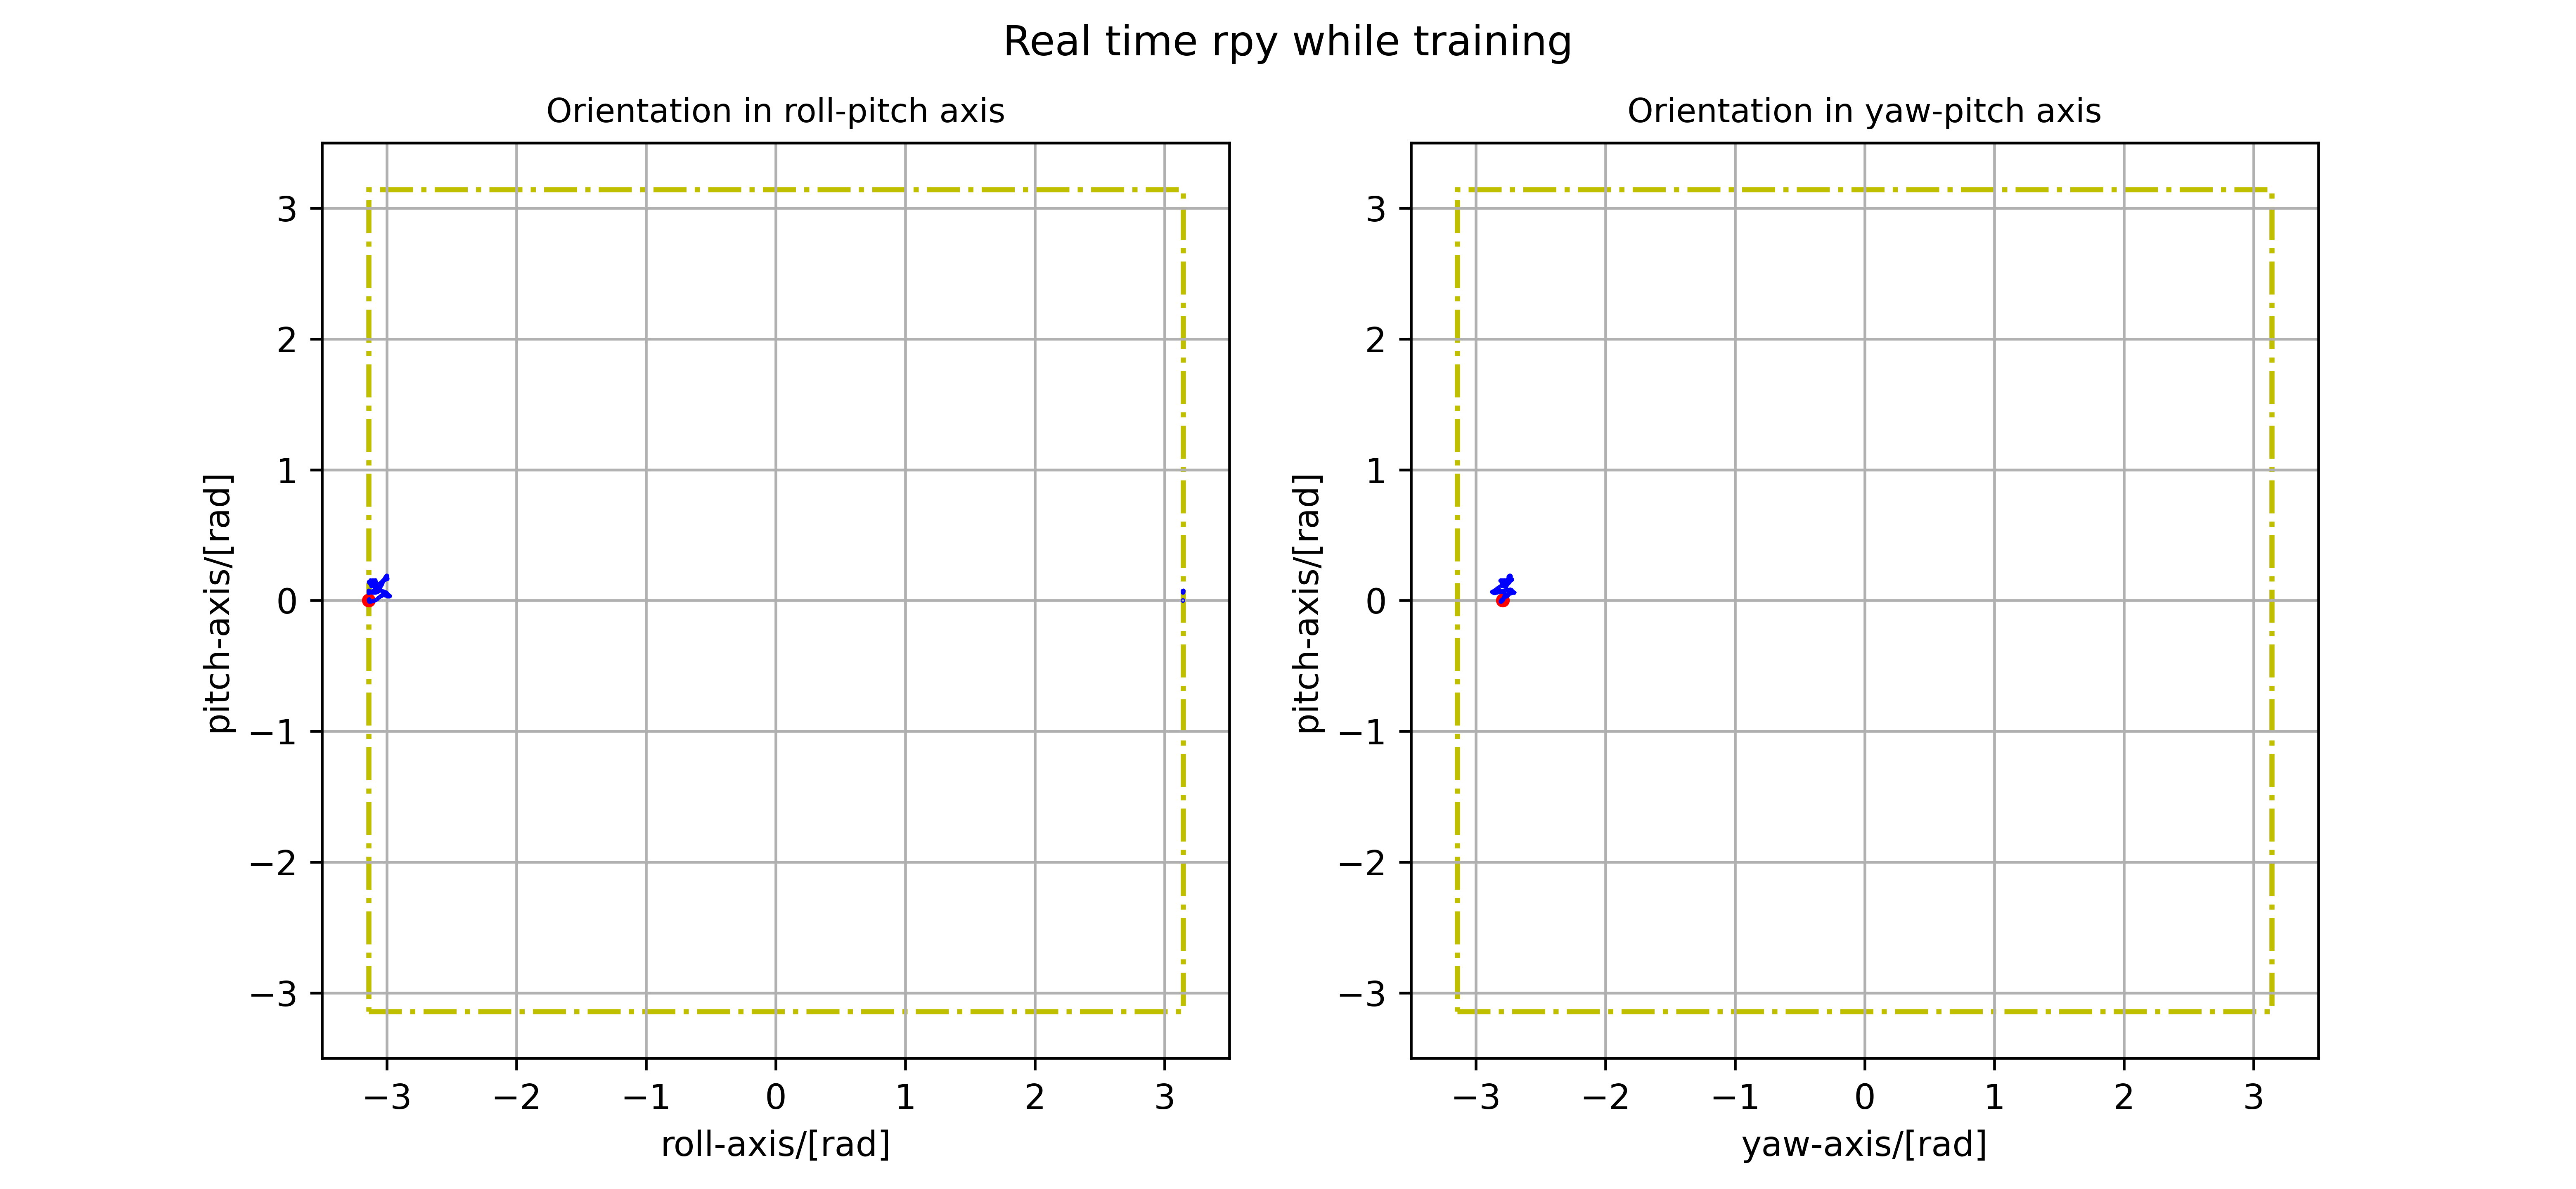 Real time rpy while training
Orientation in roll-pitch axis
Orientation in yaw-pitch axis
pitch-axis/[rad]
3
2
1
0
−1
−2
−3
−3 −2 −1 0 1 2 3
roll-axis/[rad]
pitch-axis/[rad]
3
2
1
0
−1
−2
−3
−3 −2 −1 0 1 2 3
yaw-axis/[rad]